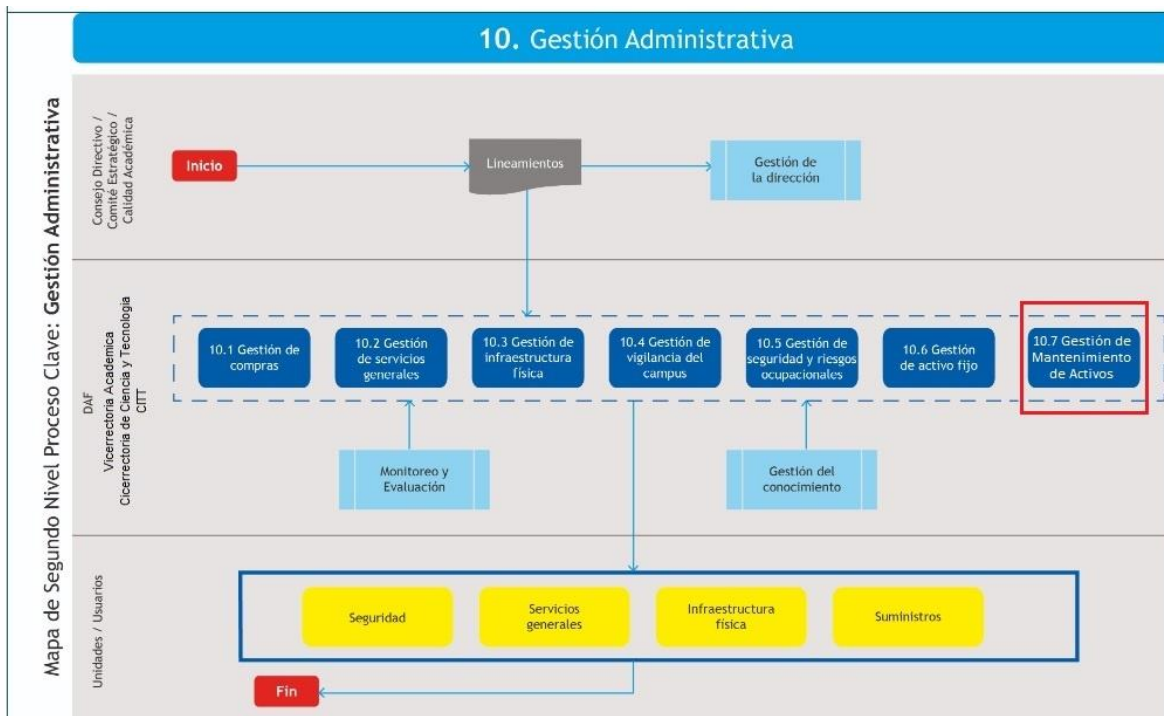 10. Gestión Administrativa
Mapa de Segundo Nivel Proceso Clave: Gestión Administrativa
Consejo Directivo /
Comité Estratégico /
Calidad Académica
Inicio
Lineamientos
Gestión de
la dirección
DAF
Vicerrectoria Academica
Cicerrectoria de Ciencia y Tecnologia
CITT
10.1 Gestión de
compras
10.2 Gestión
de servicios
generales
10.3 Gestión de
infraestructura
física
10.4 Gestión de
vigilancia del
campus
10.5 Gestión de
seguridad y riesgos
ocupacionales
10.6 Gestión
de activo fijo
10.7 Gestión de
Mantenimiento
de Activos
Monitoreo y
Evaluación
Gestión del
conocimiento
Unidades / Usuarios
Seguridad
Servicios
generales
Infraestructura
física
Suministros
Fin